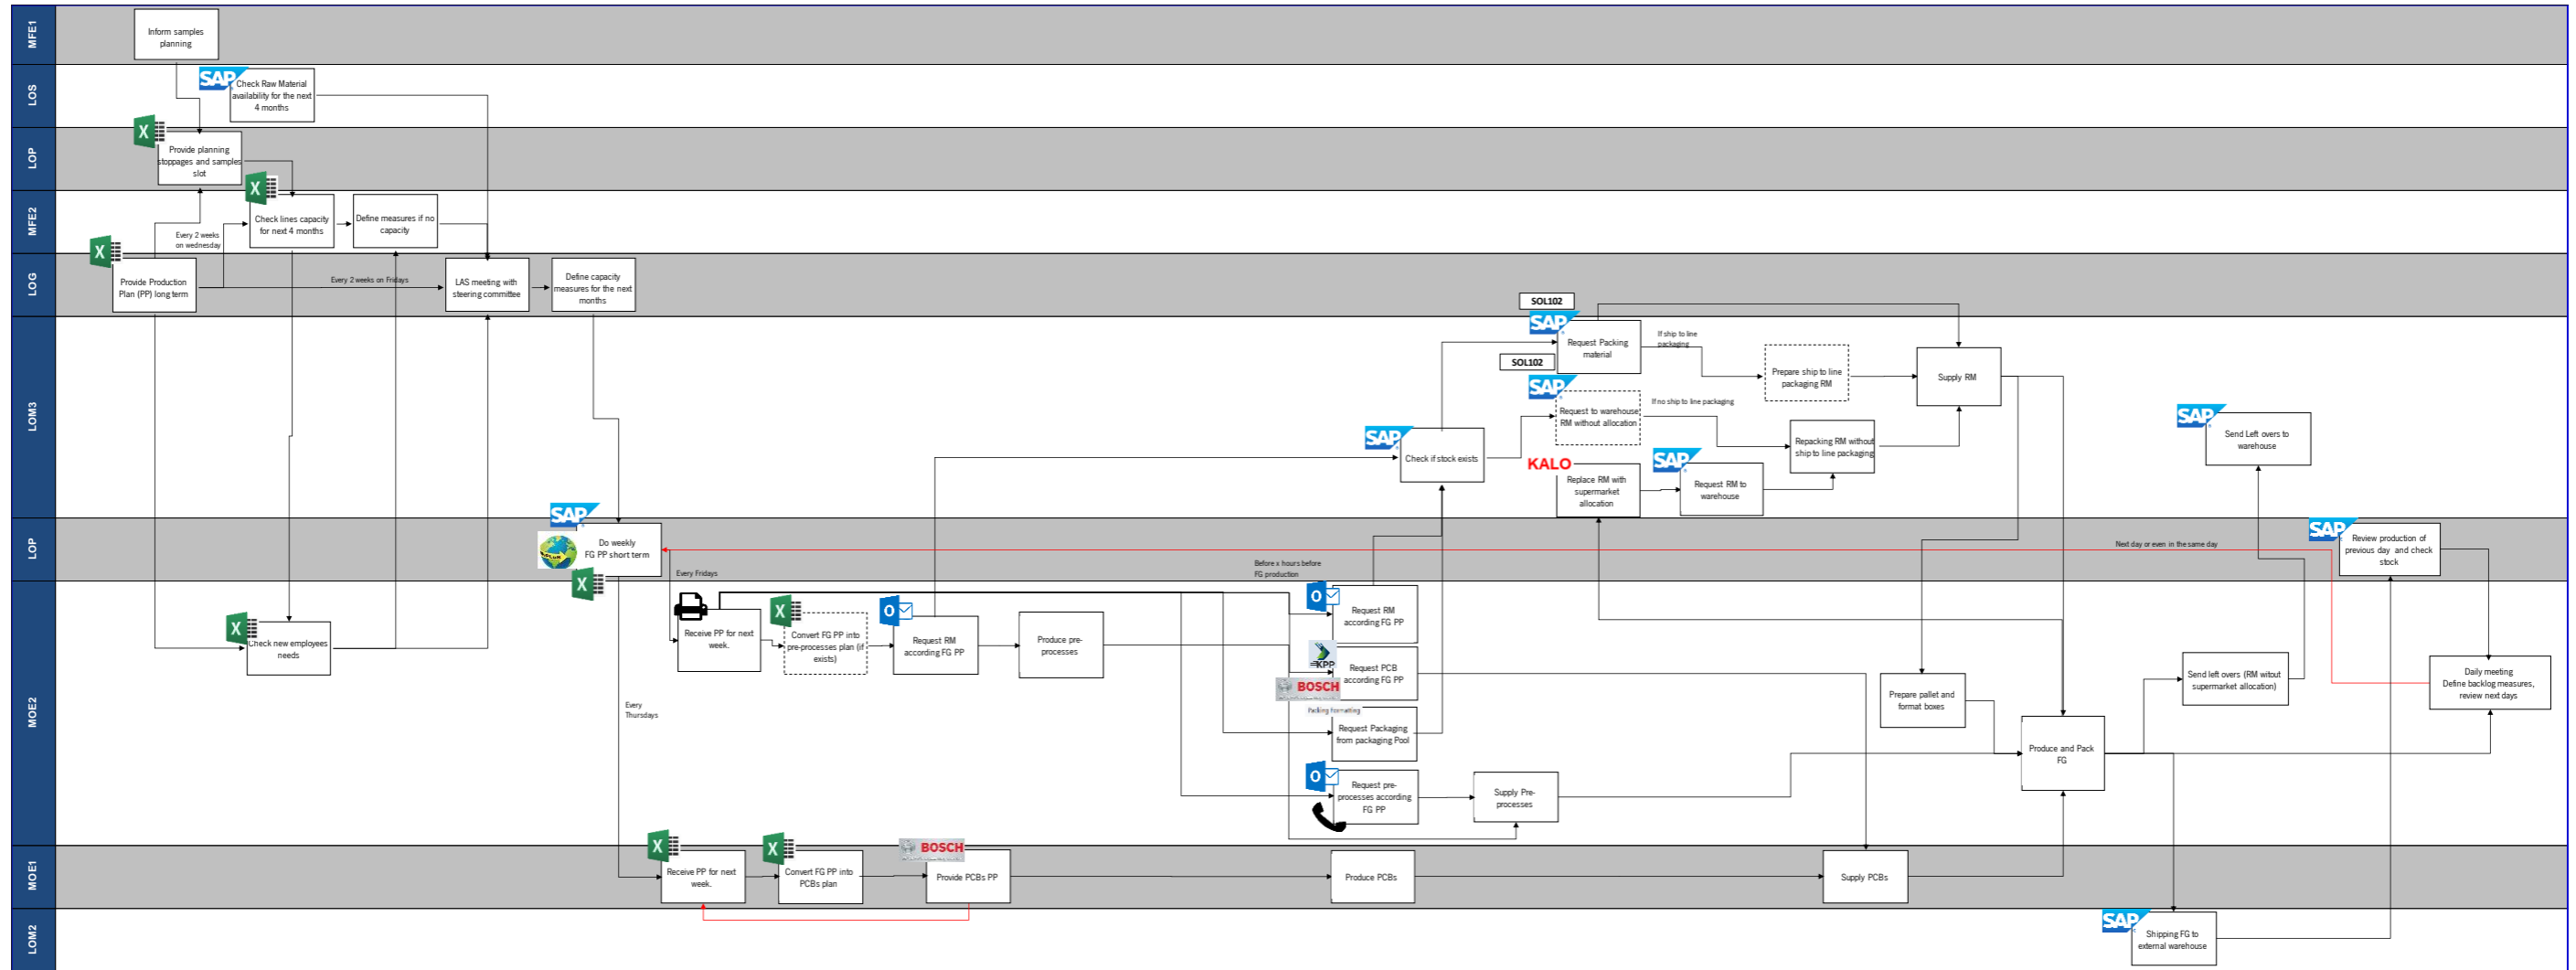 MFE1
Inform samples
planning
LOS
SAP
Check Raw Material
availability for the next
4 months
LOP
X
Provide planning
stoppages and samples
slot
MFE2
X
Check lines capacity
for next 4 months
Define measures if no
capacity
Every 2 weeks
on wednesday
LOG
X
Provide Production
Plan (PP) long term
Every 2 weeks on Fridays
LAS meeting with
steering committee
Define capacity
measures for the next
months
LOM3
SOL102
SAP
Request Packing
material
If ship to line
packaging
SOL102
Prepare ship to line
packaging RM
Supply RM
SAP
Request to warehouse
RM without allocation
If no ship to line packaging
SAP
Check if stock exists
Repacking RM without
ship to line packaging
KALO
Replace RM with
supermarket
allocation
SAP
Request RM to
warehouse
SAP
Send Left overs to
warehouse
LOP
SAP
Do weekly
FG PP short term
X
Every Fridays
Before x hours before
FG production
Next day or even in the same day
SAP
Review production of
previous day and check
stock
MOE2
X
Check new employees
needs
Receive PP for next
week.
X
Convert FG PP into
pre-processes plan (if
exists)
O
Request RM
according FG PP
Produce pre-
processes
O
Request RM
according FG PP
KPP
Request PCB
according FG PP
BOSCH
Packing Formatting
Request Packaging
from packaging Pool
O
Request pre-
processes according
FG PP
Supply Pre-
processes
Every
Thursdays
Prepare pallet and
format boxes
Produce and Pack
FG
Send left overs (RM witout
supermarket allocation)
Daily meeting
Define backlog measures,
review next days
MOE1
X
Receive PP for next
week.
X
Convert FG PP into
PCBs plan
BOSCH
Provide PCBs PP
Produce PCBs
Supply PCBs
LOM2
SAP
Shipping FG to
external warehouse